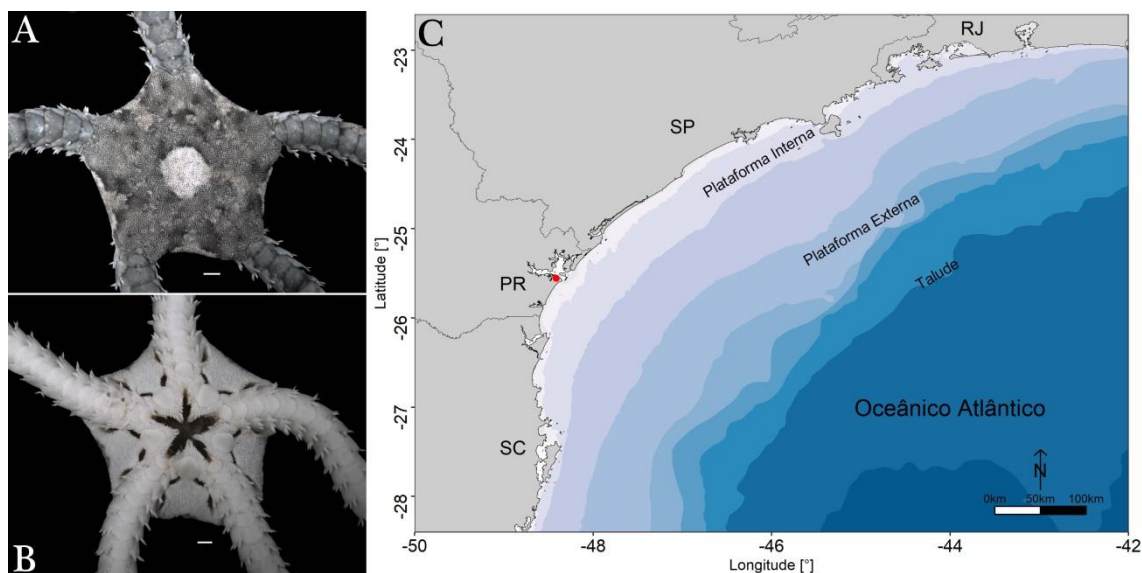 A
B
C
RJ
SP
PR
SC
Plataforma Interna
Plataforma Externa
Talude
Oceânico Atlântico
N
0km 50km 100km
-23
-24
-25
-26
-27
-28
Latitude [°]
-50 -48 -46 -44 -42
Longitude [°]